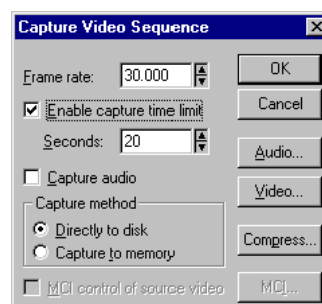 Capture Video Sequence
Frame rate: 30.000
OK
Enable capture time limit
Cancel
Seconds: 20
Audio...
Capture audio
Video...
Capture method
Directly to disk
Compress...
Capture to memory
MCI control of source video
MCI...